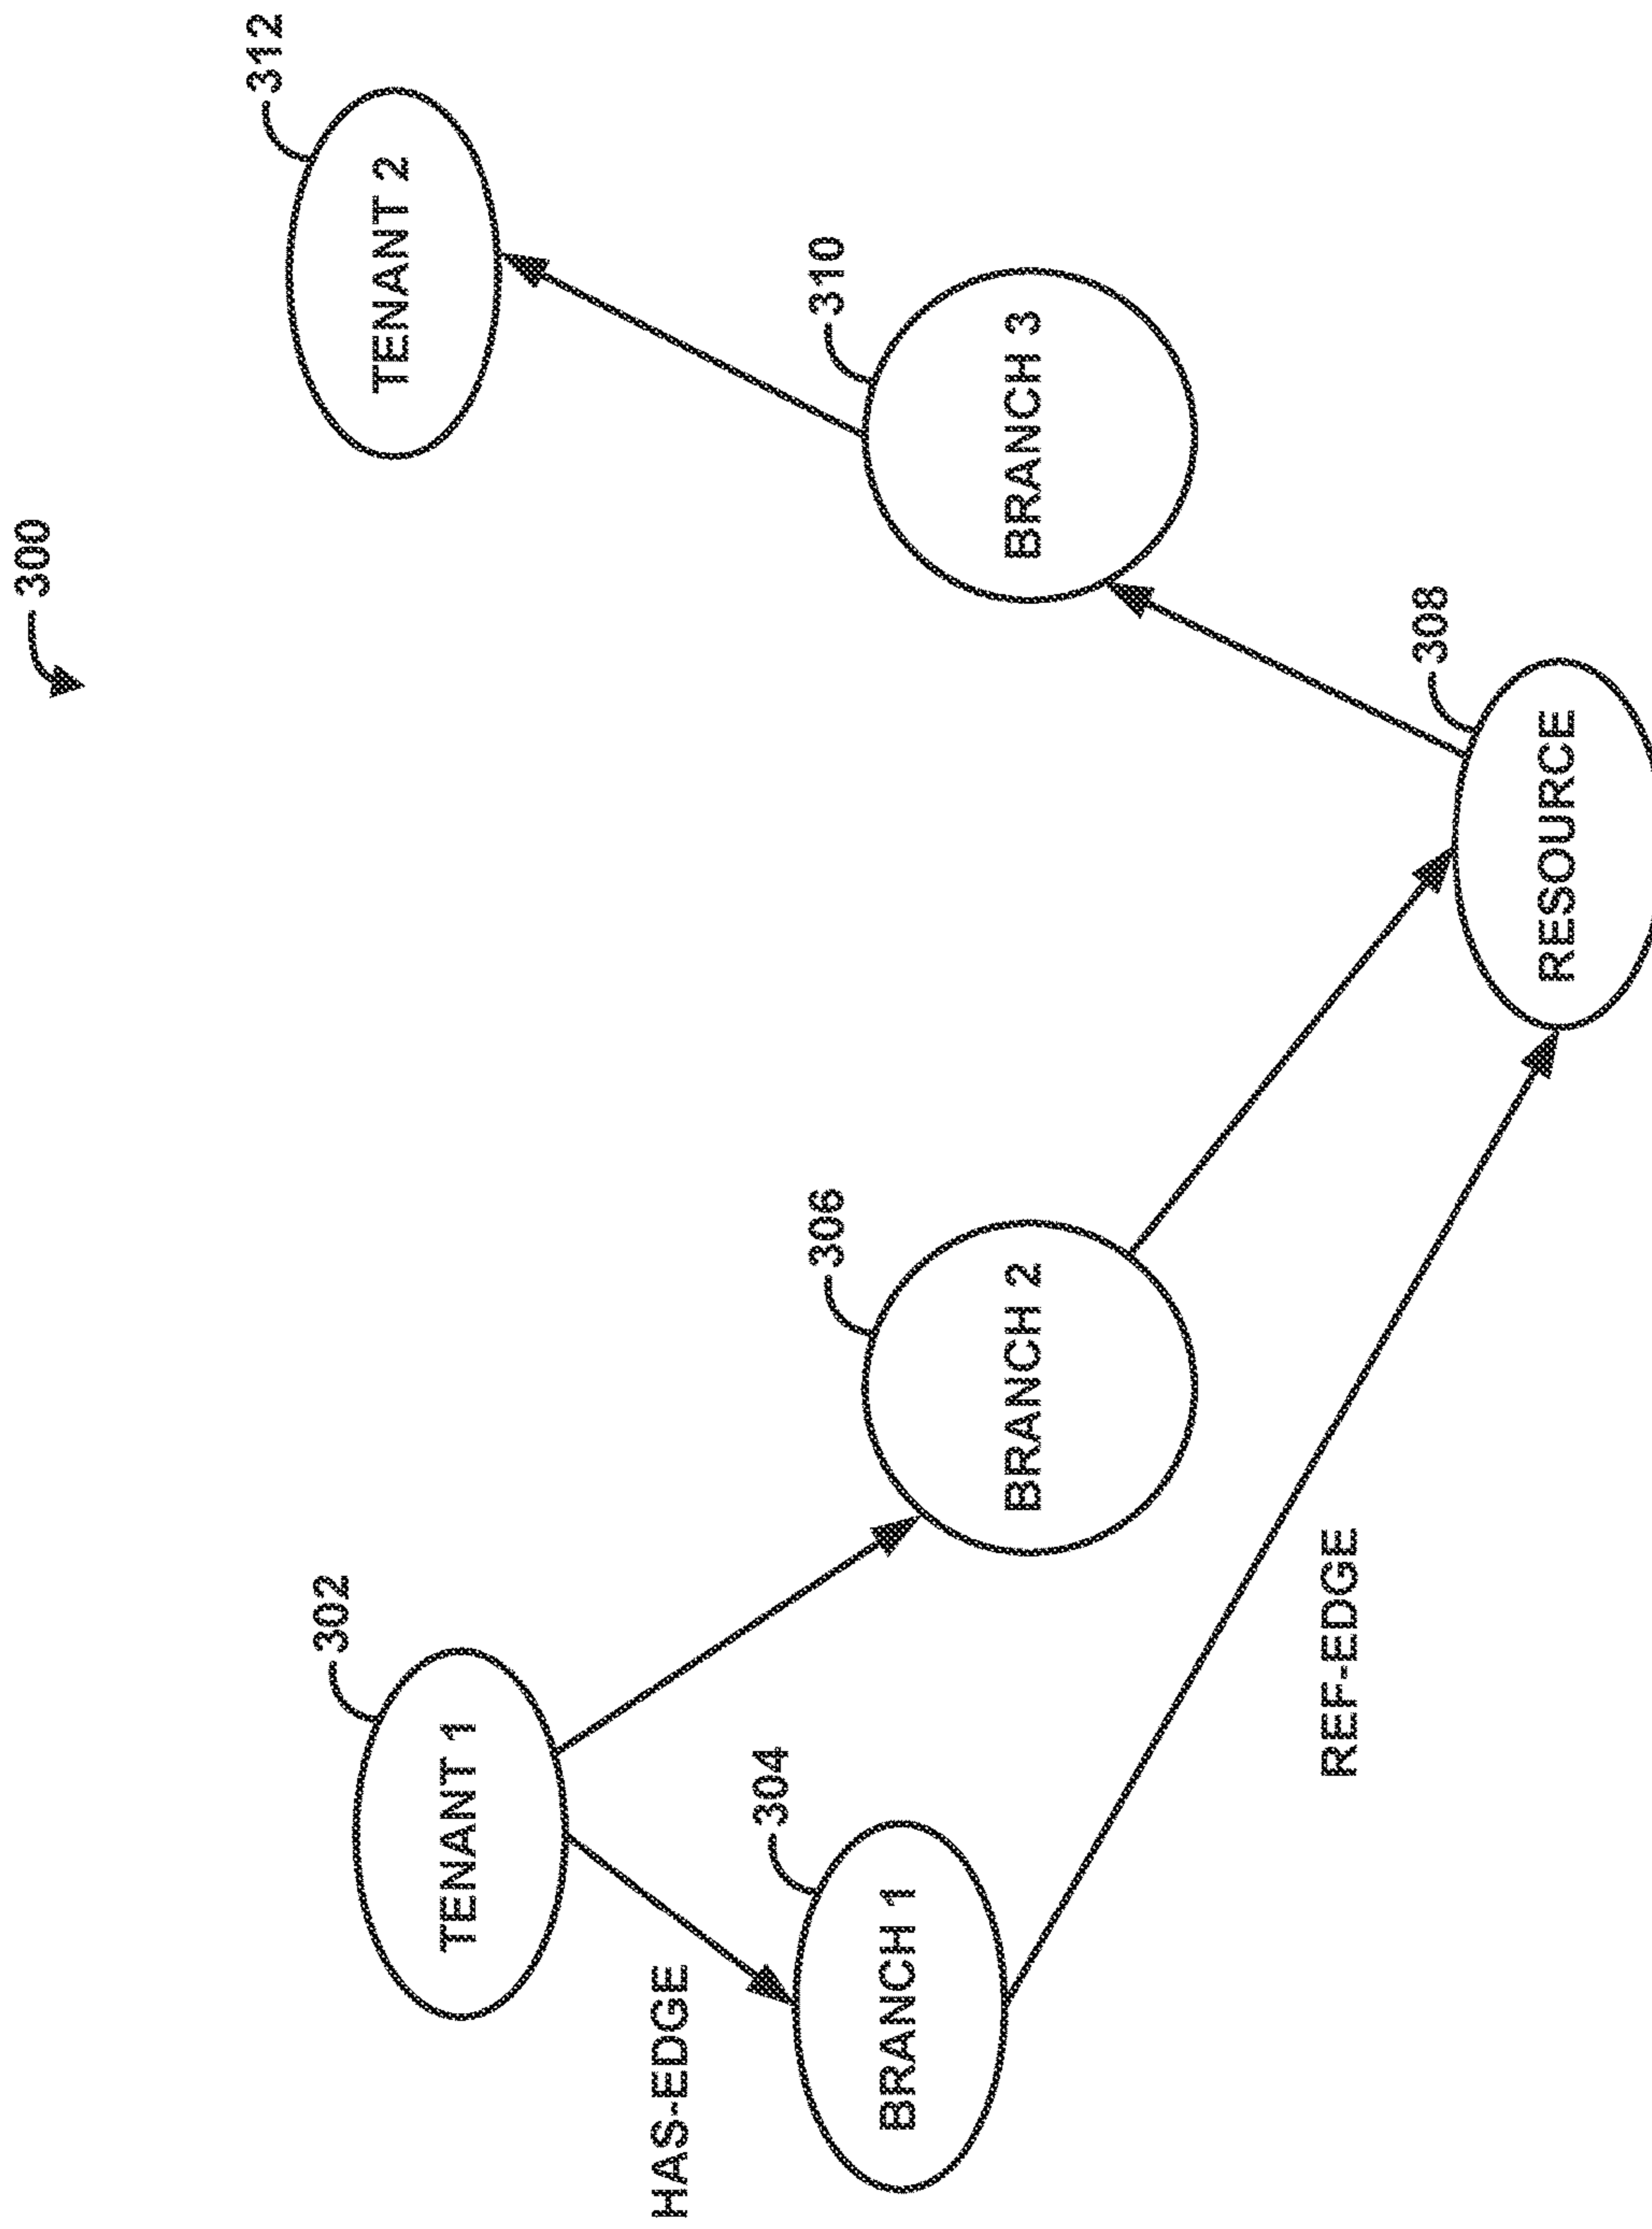 300
312
TENANT 2
302
TENANT 1
310
BRANCH 3
306
BRANCH 2
304
BRANCH 1
HAS-EDGE
308
RESOURCE
REF-EDGE